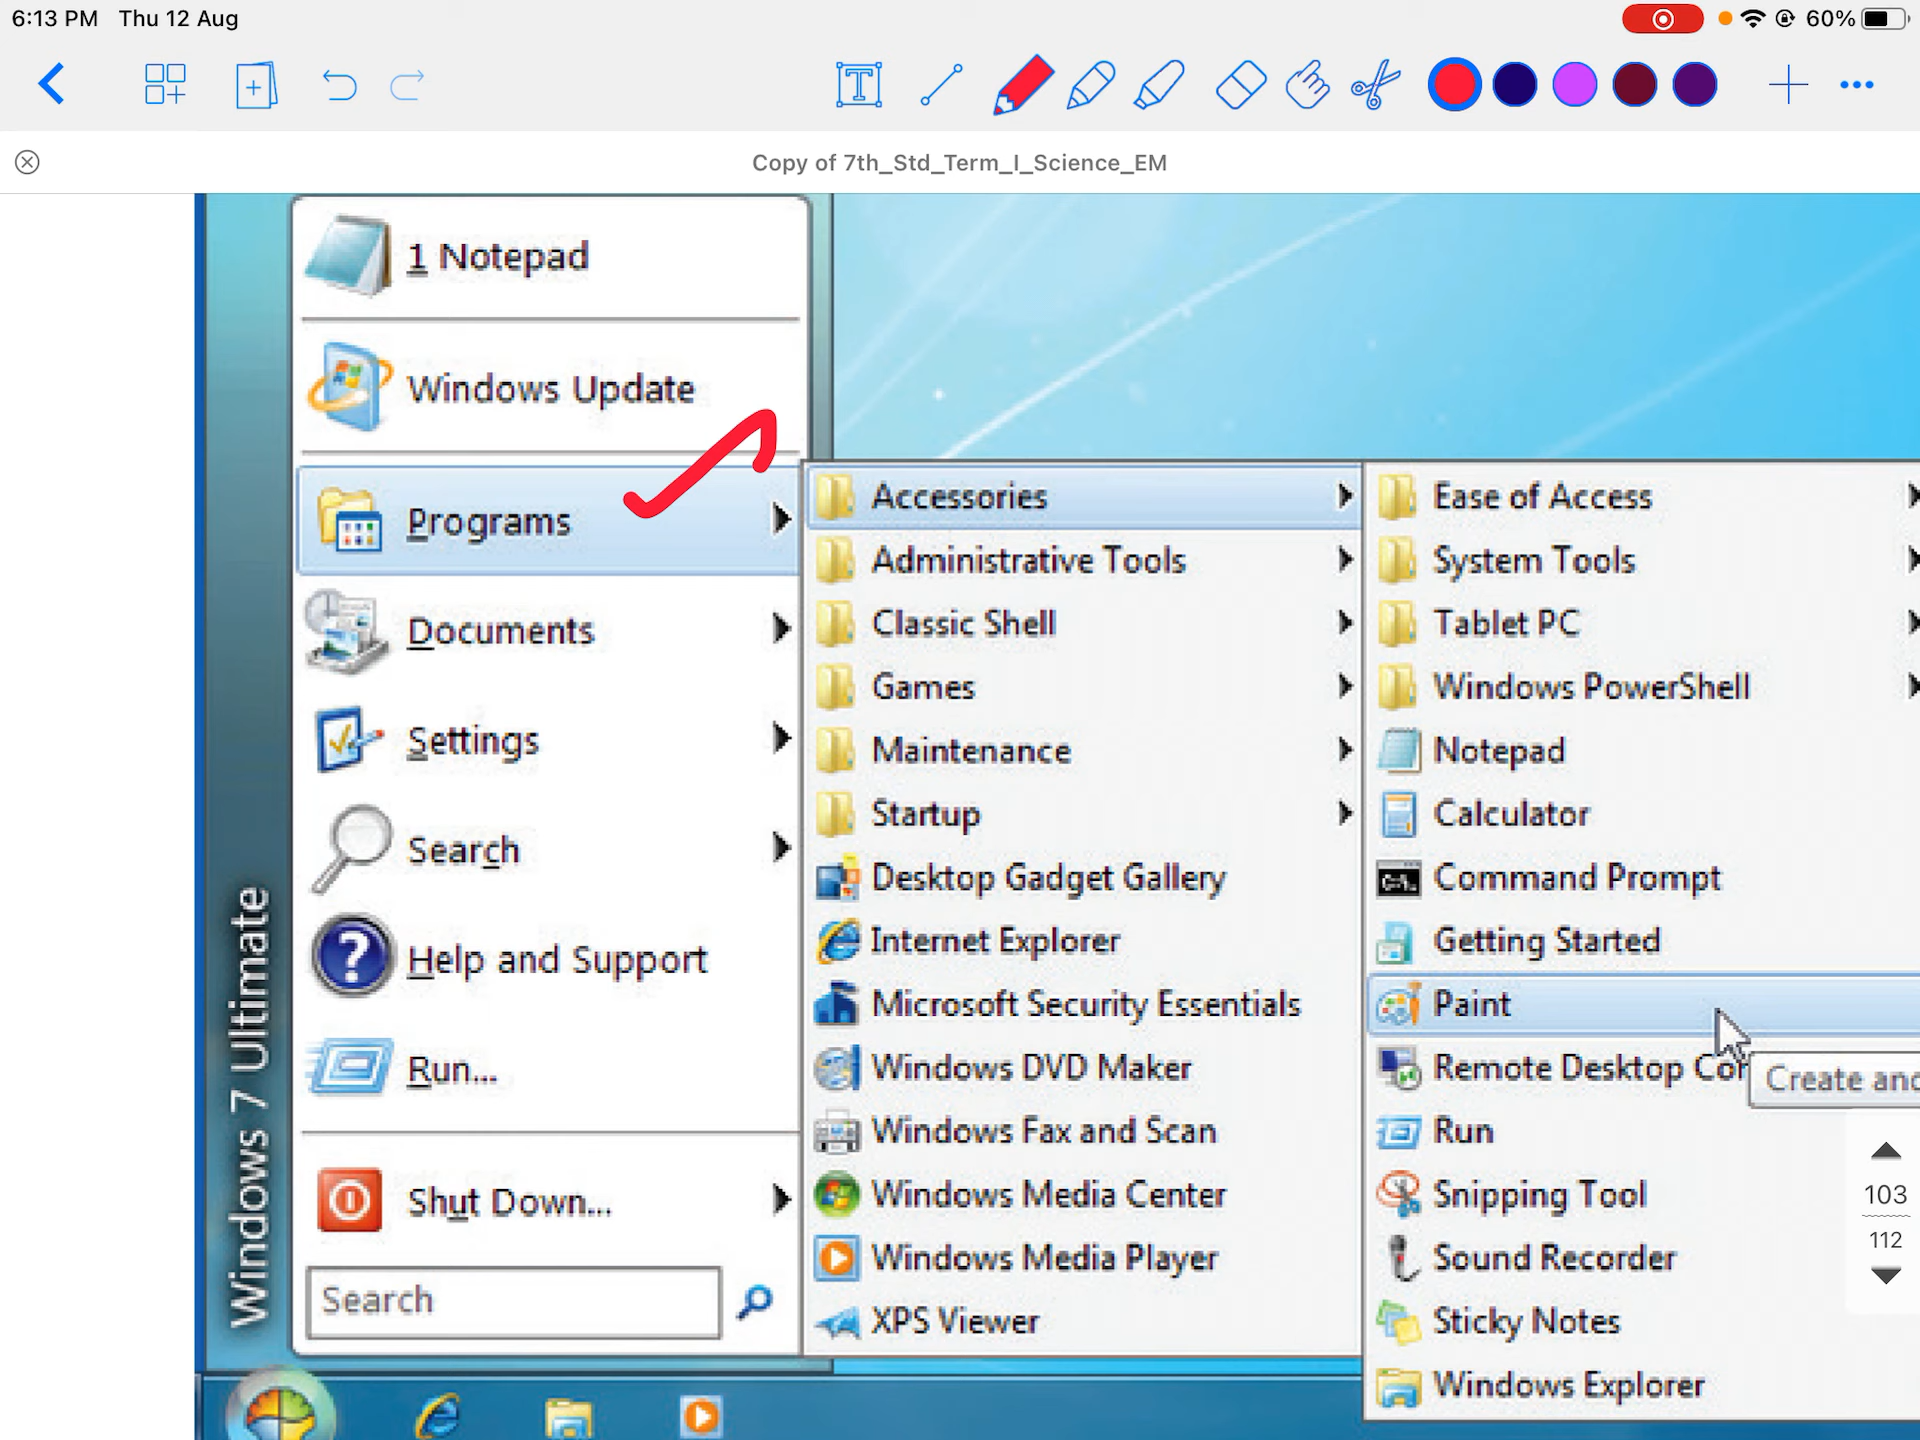 6:13 PM Thu 12 Aug
60%
T
Copy of 7th_Std_Term_I_Science_EM
1 Notepad
Windows Update
Programs
Documents
Settings
Search
Help and Support
Run...
Shut Down...
Search
Windows 7 Ultimate
Accessories
Administrative Tools
Classic Shell
Games
Maintenance
Startup
Desktop Gadget Gallery
Internet Explorer
Microsoft Security Essentials
Windows DVD Maker
Windows Fax and Scan
Windows Media Center
Windows Media Player
XPS Viewer
Ease of Access
System Tools
Tablet PC
Windows PowerShell
Notepad
Calculator
Command Prompt
Getting Started
Paint
Remote Desktop
Create
Run
Snipping Tool
Sound Recorder
Sticky Notes
Windows Explorer
103
112